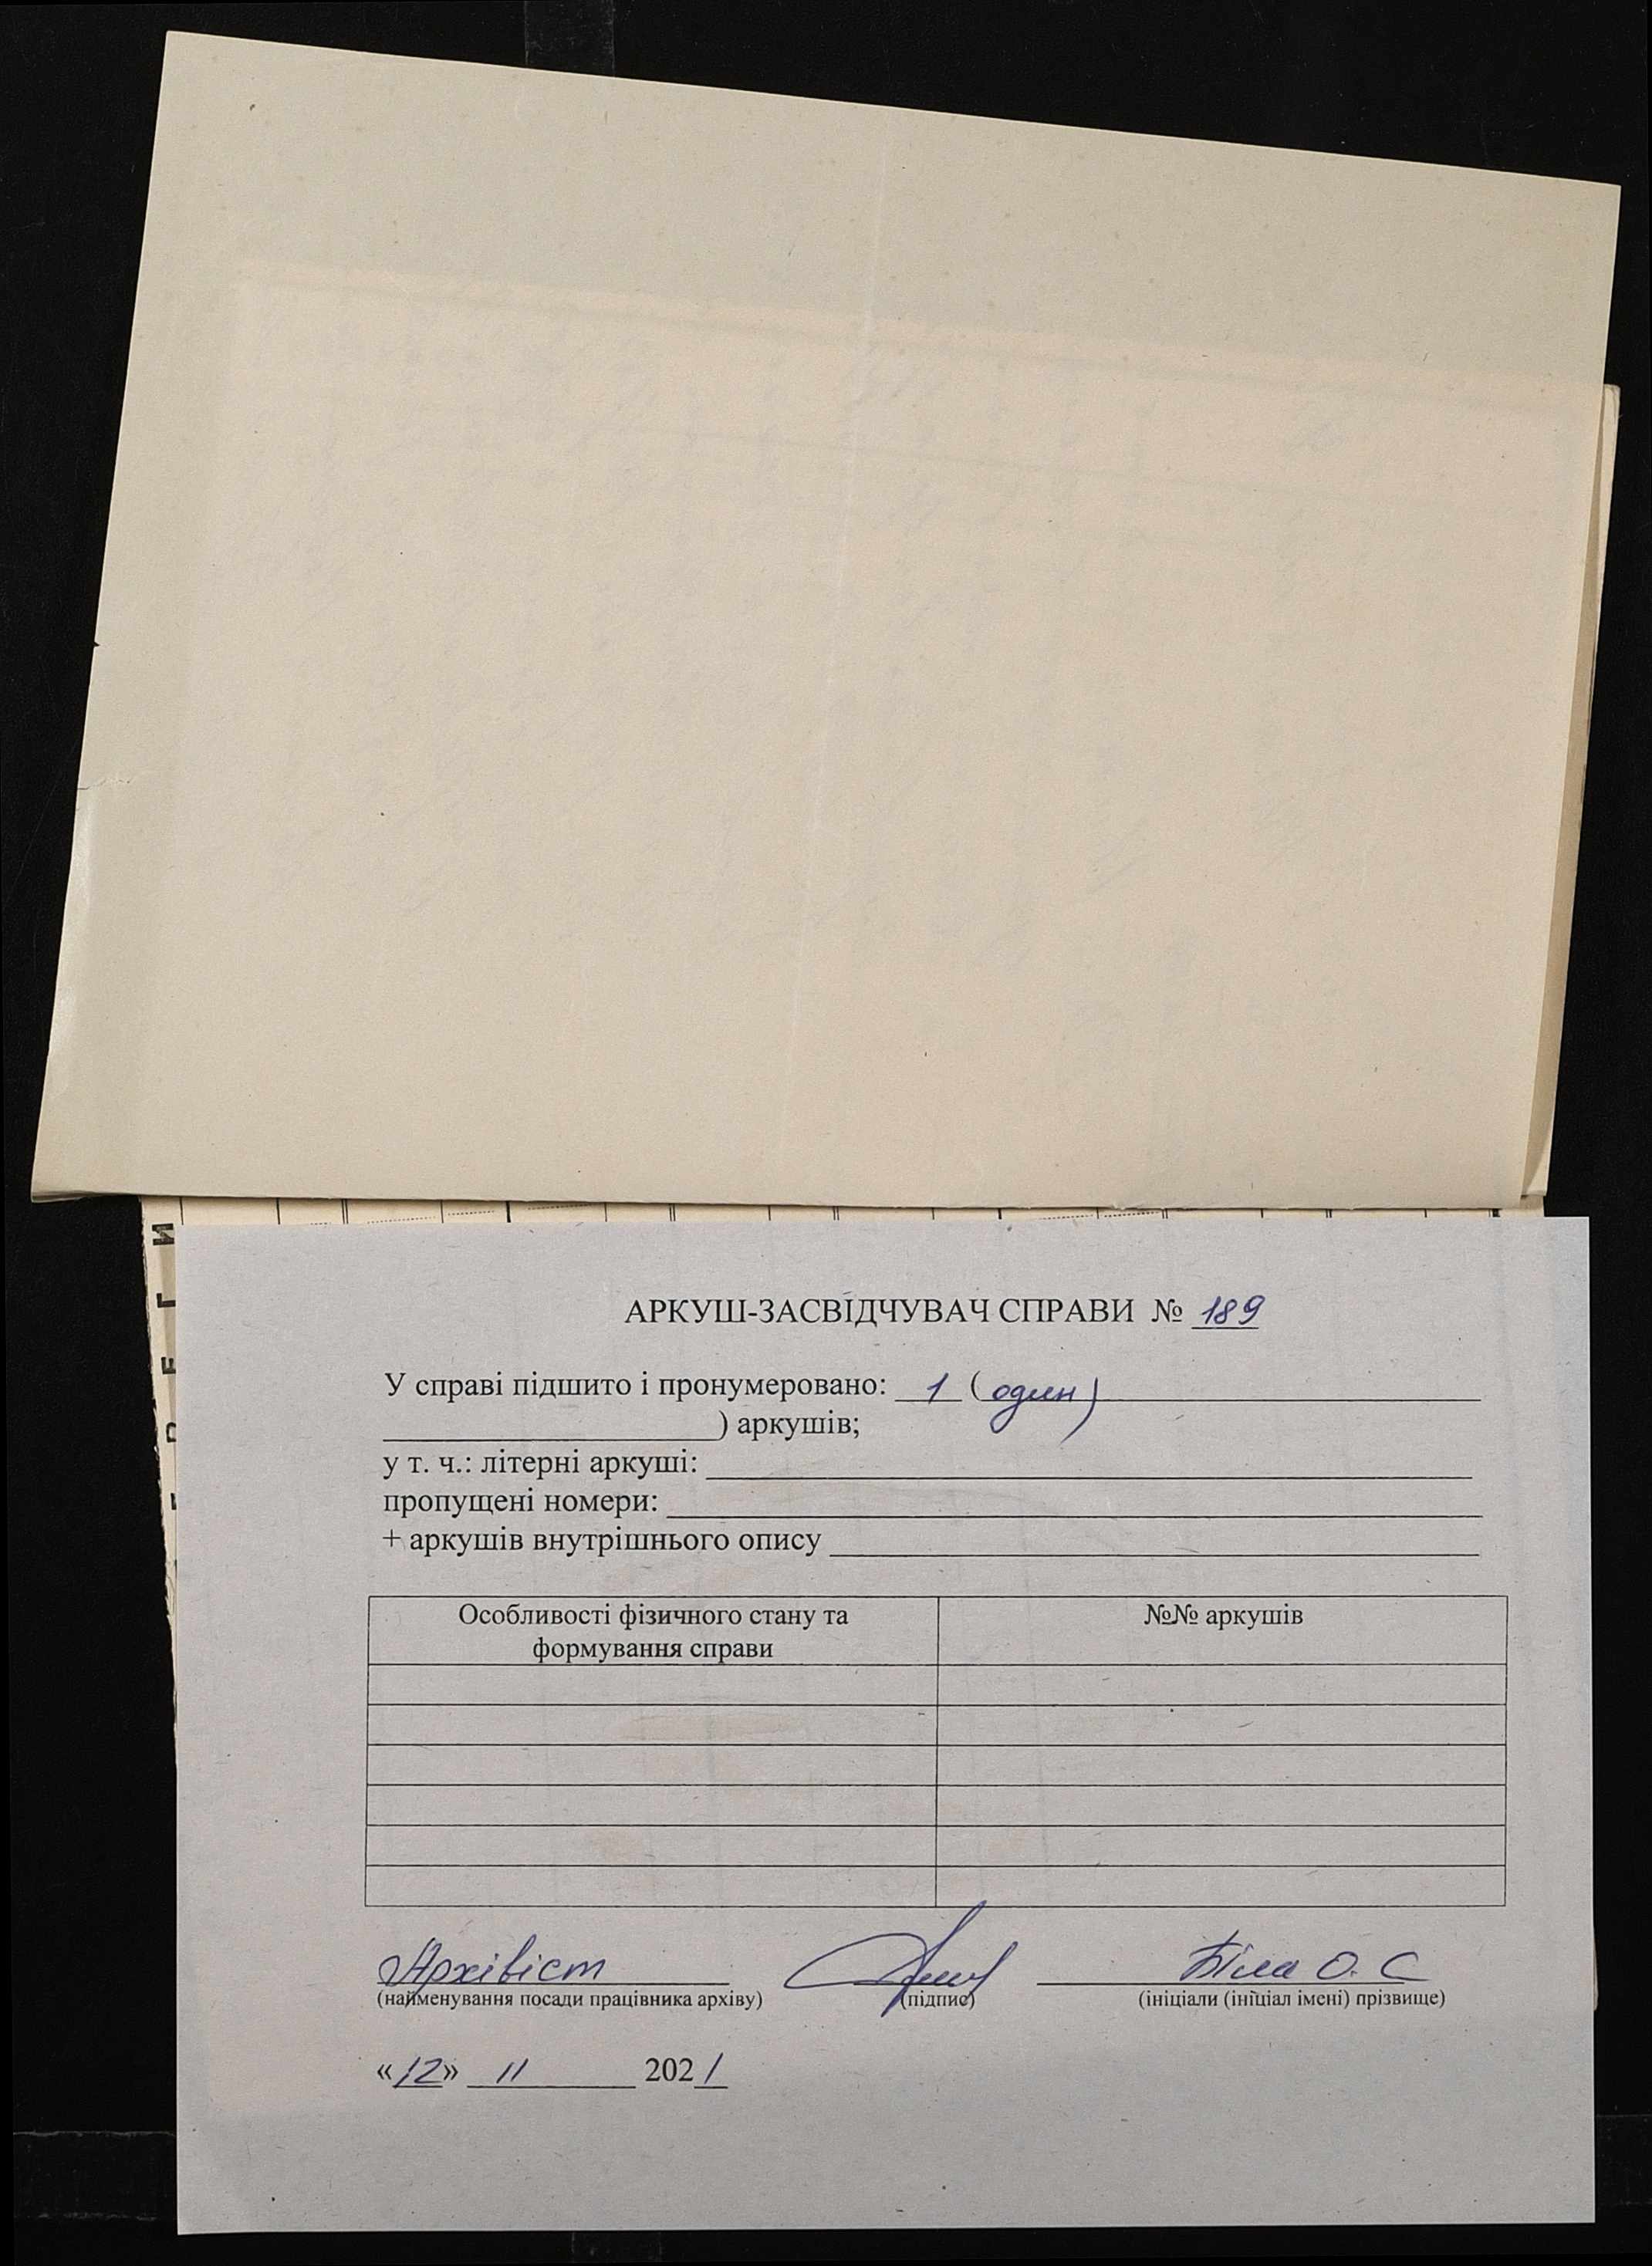 АРКУШ-ЗАСВІДЧУВАЧ СПРАВИ № 189
У справі підшито і пронумеровано: 1 (один)
) аркушів;
у т. ч.: літерні аркуші:
пропущені номери:
+ аркушів внутрішнього опису
Особливості фізичного стану та
формування справи
№№ аркушів
Архівіст Біла О. С
(найменування посади працівника архіву) (підпис) (ініціали (ініціал імені) прізвище)
«12» 11 2021